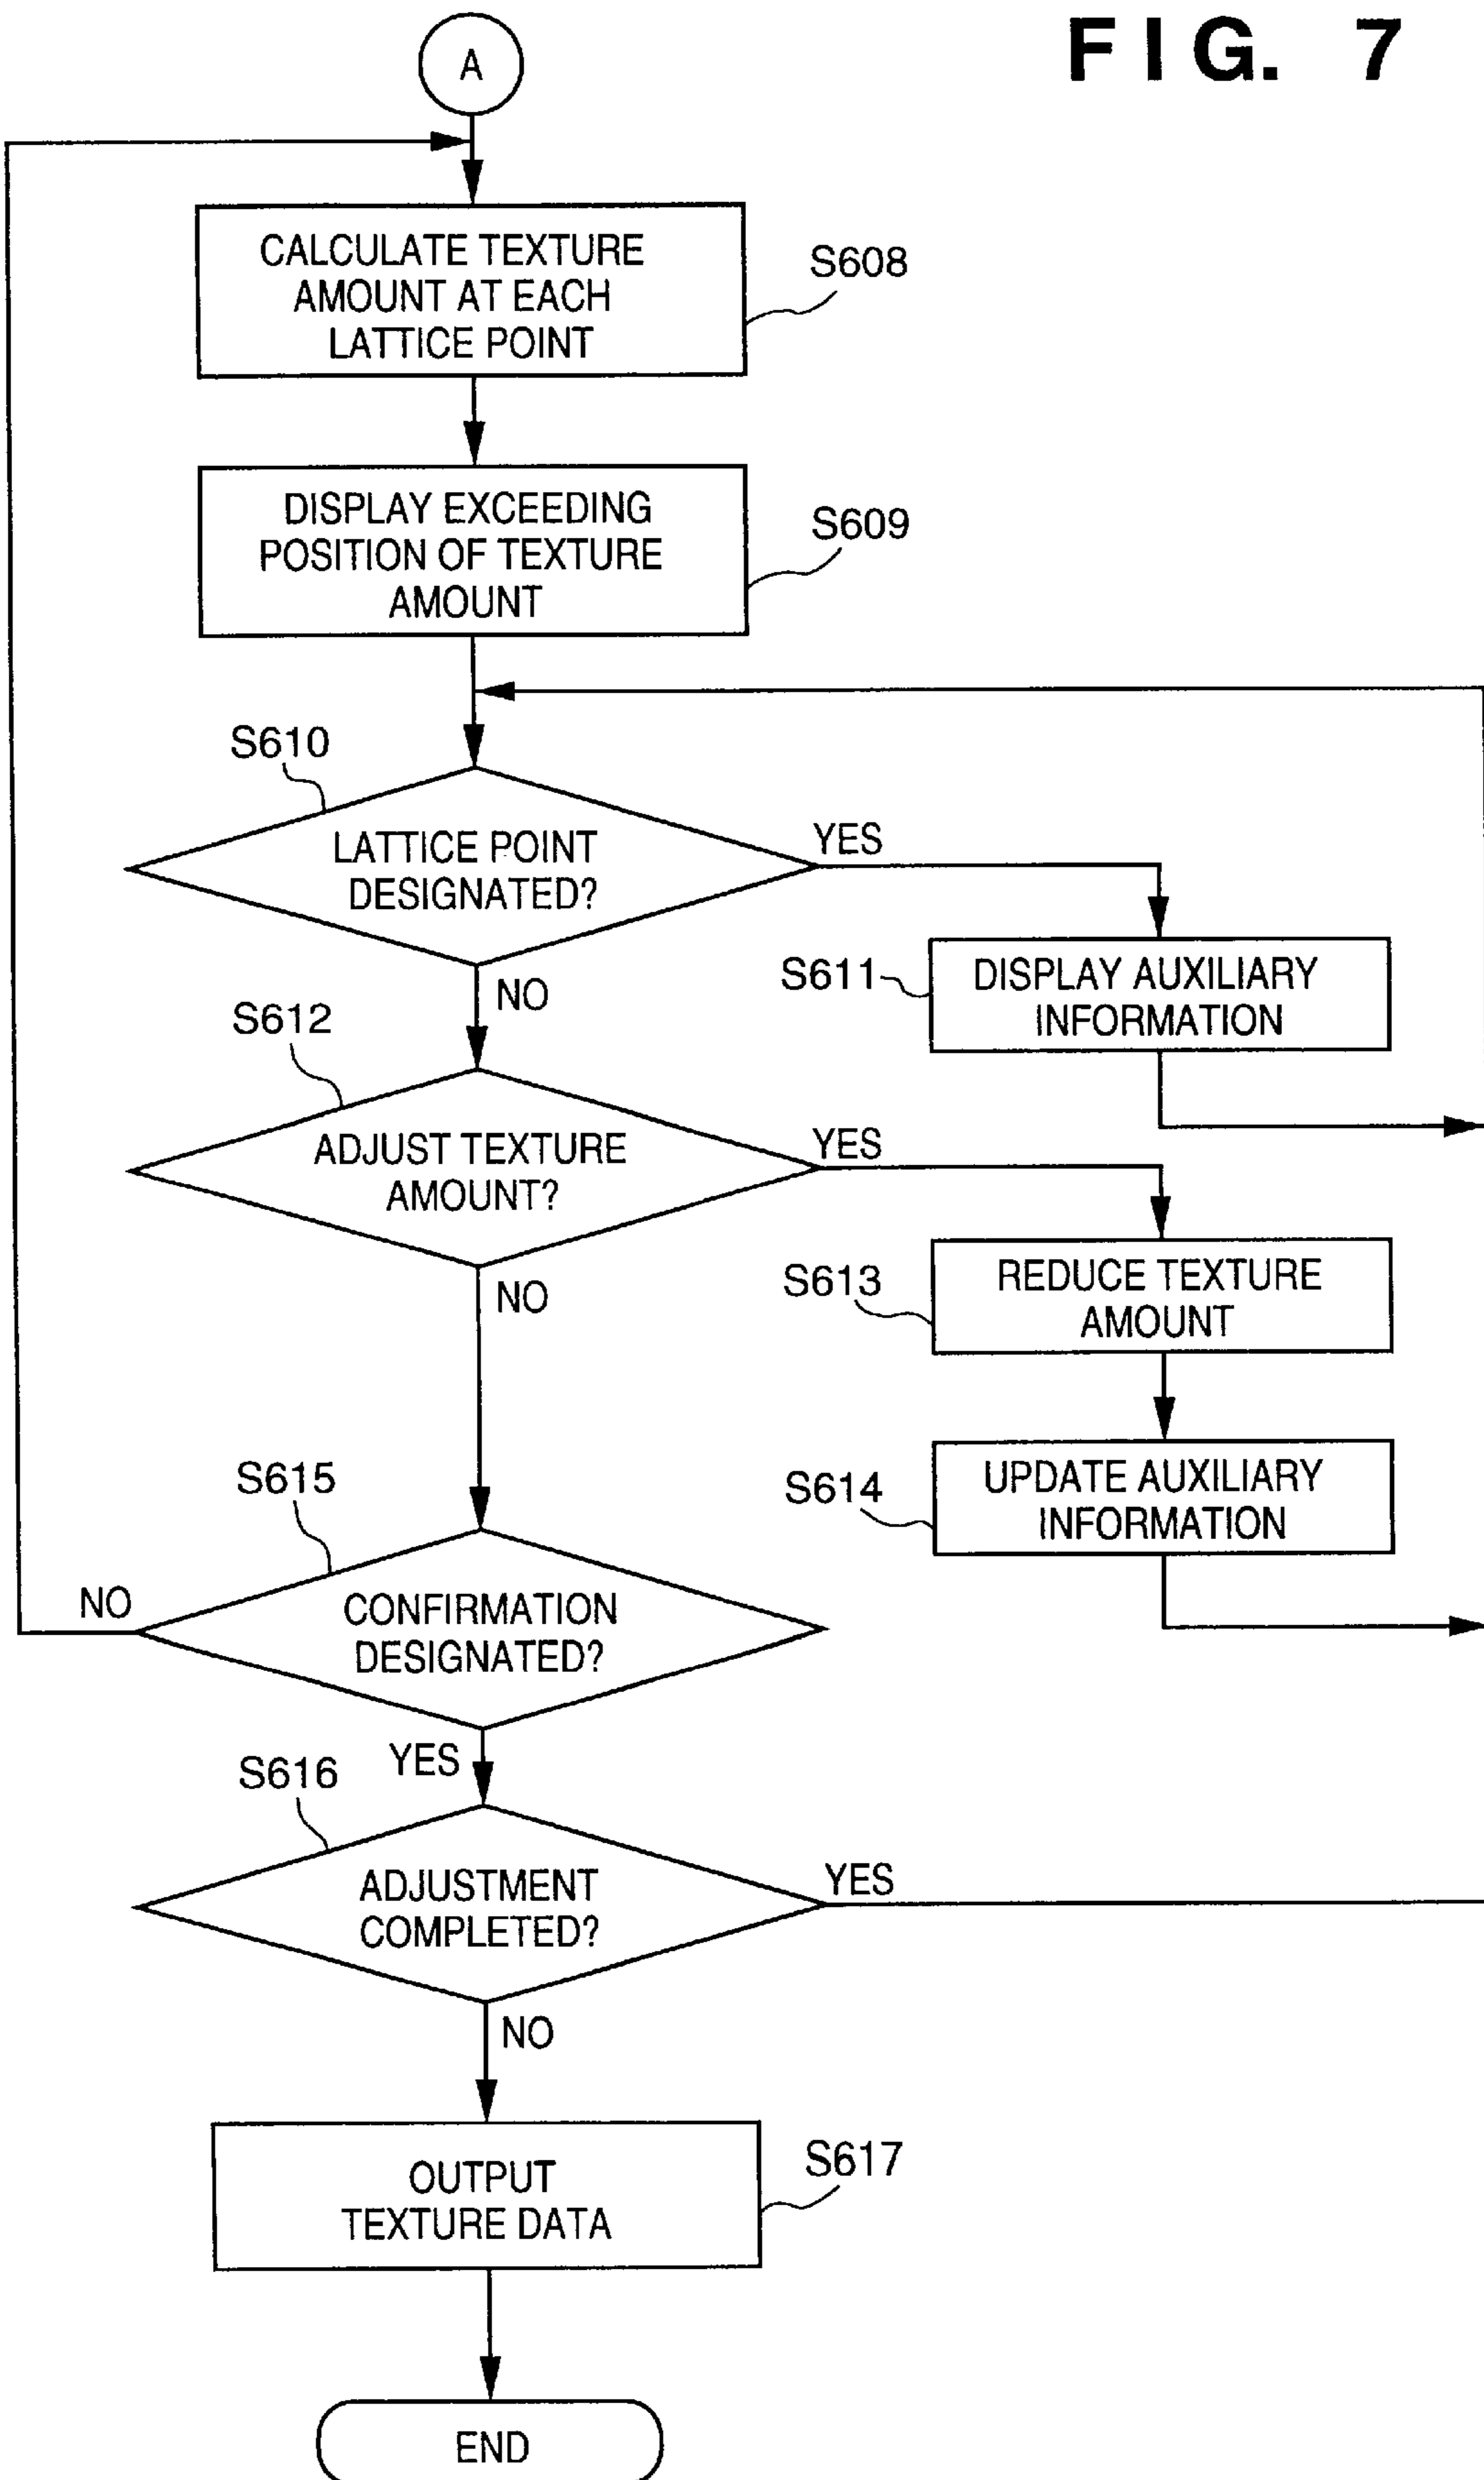 FIG. 7
A
CALCULATE TEXTURE
AMOUNT AT EACH
LATTICE POINT
S608
DISPLAY EXCEEDING
POSITION OF TEXTURE
AMOUNT
S609
S610
LATTICE POINT
DESIGNATED?
YES
NO
S611
DISPLAY AUXILIARY
INFORMATION
S612
ADJUST TEXTURE
AMOUNT?
YES
NO
S613
REDUCE TEXTURE
AMOUNT
S614
UPDATE AUXILIARY
INFORMATION
S615
CONFIRMATION
DESIGNATED?
NO
YES
S616
ADJUSTMENT
COMPLETED?
YES
NO
OUTPUT
TEXTURE DATA
S617
END